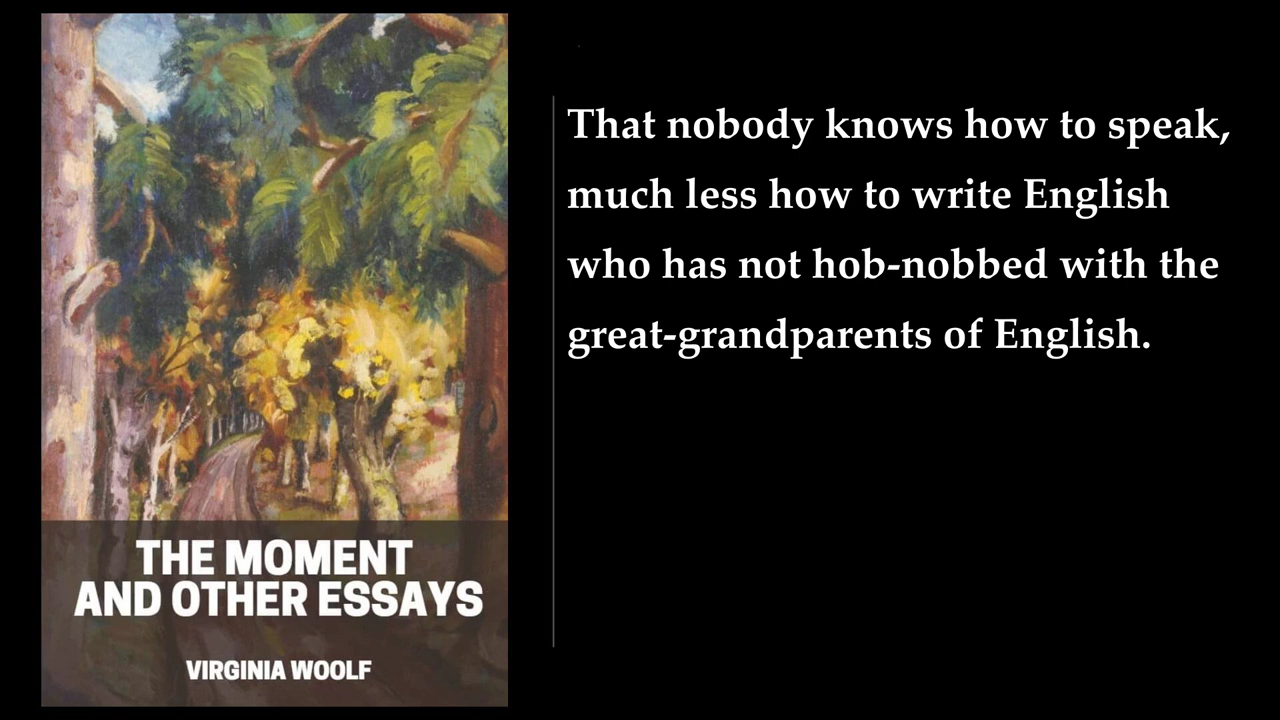 THE MOMENT
AND OTHER ESSAYS
VIRGINIA WOOLF
That nobody knows how to speak,
much less how to write English
who has not hob-nobbed with the
great-grandparents of English.